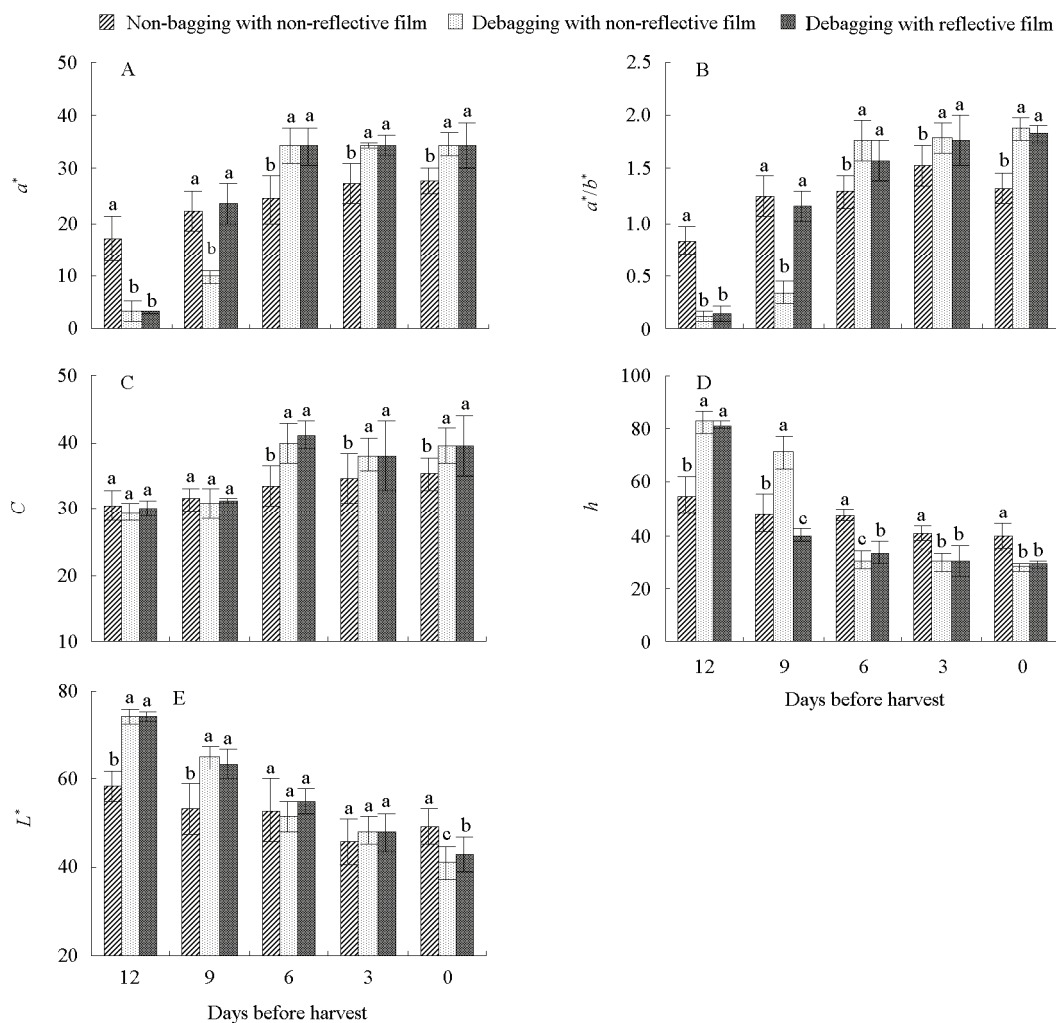 Non-bagging with non-reflective film Debagging with non-reflective film Debagging with reflective film
A
50
40
30
20
10
0
a*
a b b
a b a
b a a
b a a
b a a
B
2.5
2.0
1.5
1.0
0.5
0
a*/b*
a b b
a b a
b a a
b a a
b a a
C
50
40
30
20
10
C
a a a
a a a
b a a
b a a
b a a
D
100
80
60
40
20
0
h
b a a
b a c
a c b
a b b
a b b
12 9 6 3 0
Days before harvest
E
80
60
40
20
L*
b a a
b a a
a a a
a a a
a c b
12 9 6 3 0
Days before harvest